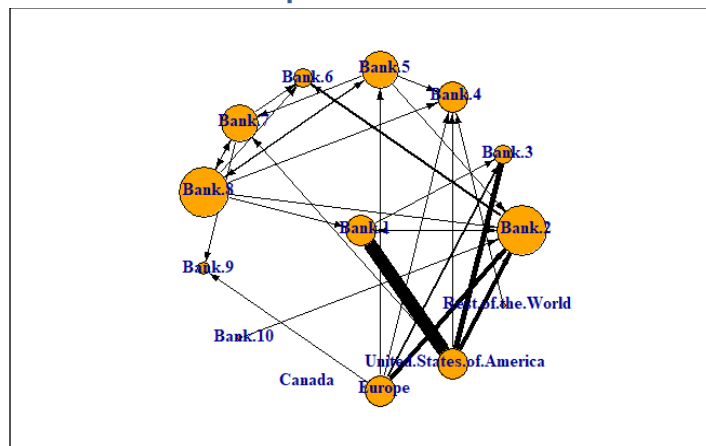 Bank.5
Bank.6
Bank.4
Bank.7
Bank.3
Bank.8
Bank.1
Bank.2
Bank.9
Rest.of.the.World
Bank.10
United.States.of.America
Canada
Europe